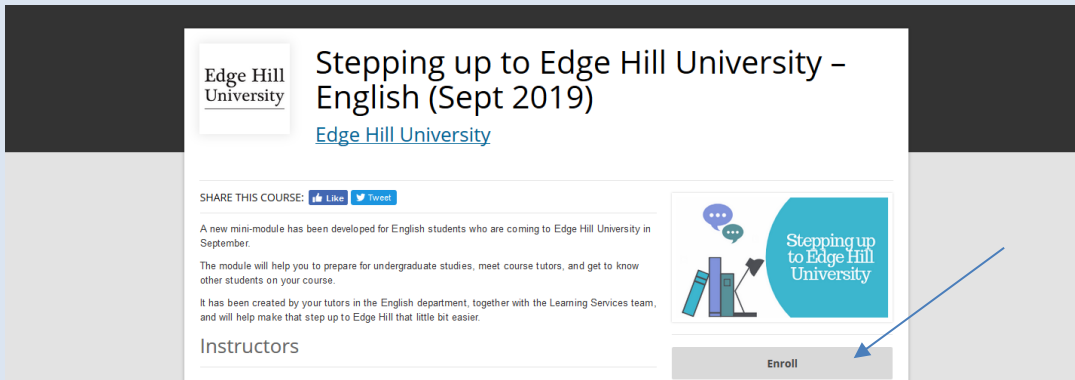 Edge Hill
University
Stepping up to Edge Hill University –
English (Sept 2019)
Edge Hill University
SHARE THIS COURSE: Like Tweet
A new mini-module has been developed for English students who are coming to Edge Hill University in
September.
The module will help you to prepare for undergraduate studies, meet course tutors, and get to know
other students on your course.
It has been created by your tutors in the English department, together with the Learning Services team,
and will help make that step up to Edge Hill that little bit easier.
Instructors
Stepping up
to Edge Hill
University
Enroll